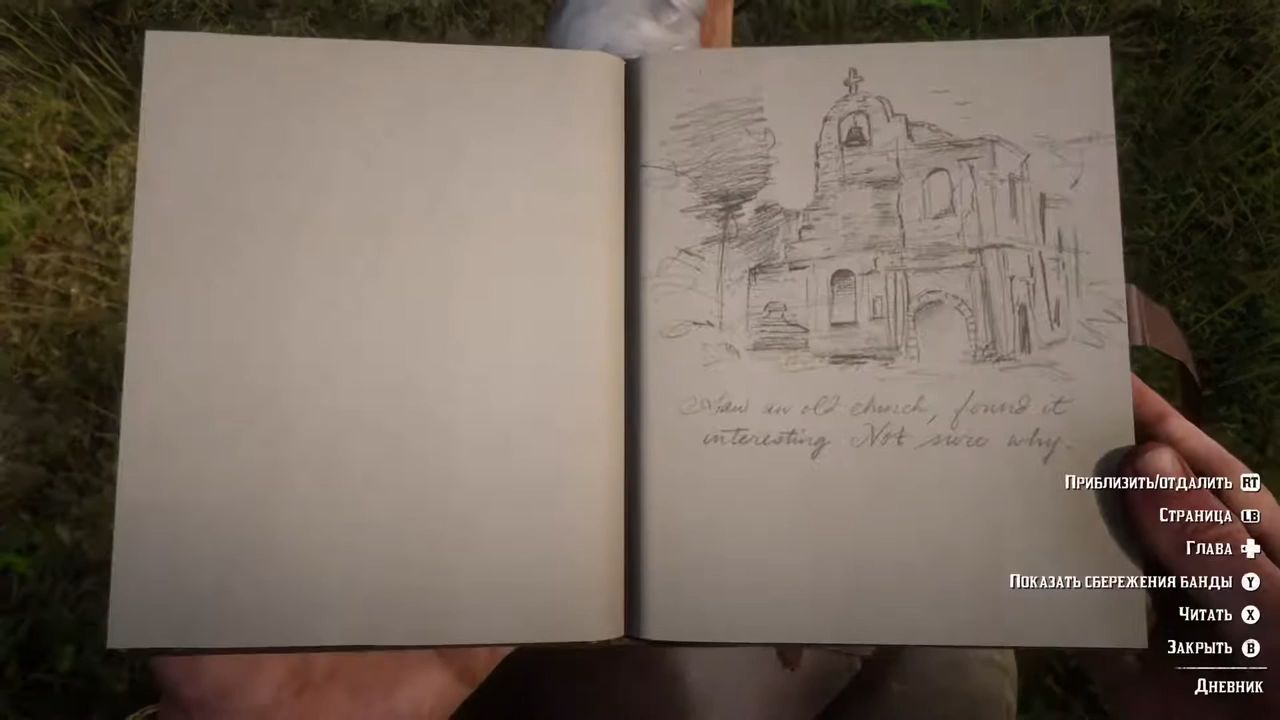 Saw an old church, found it
interesting Not sure why.
Приблизить/отдалить RT
Страница LB
Глава
Показать сбережения банды Y
Читать X
Закрыть B
Дневник